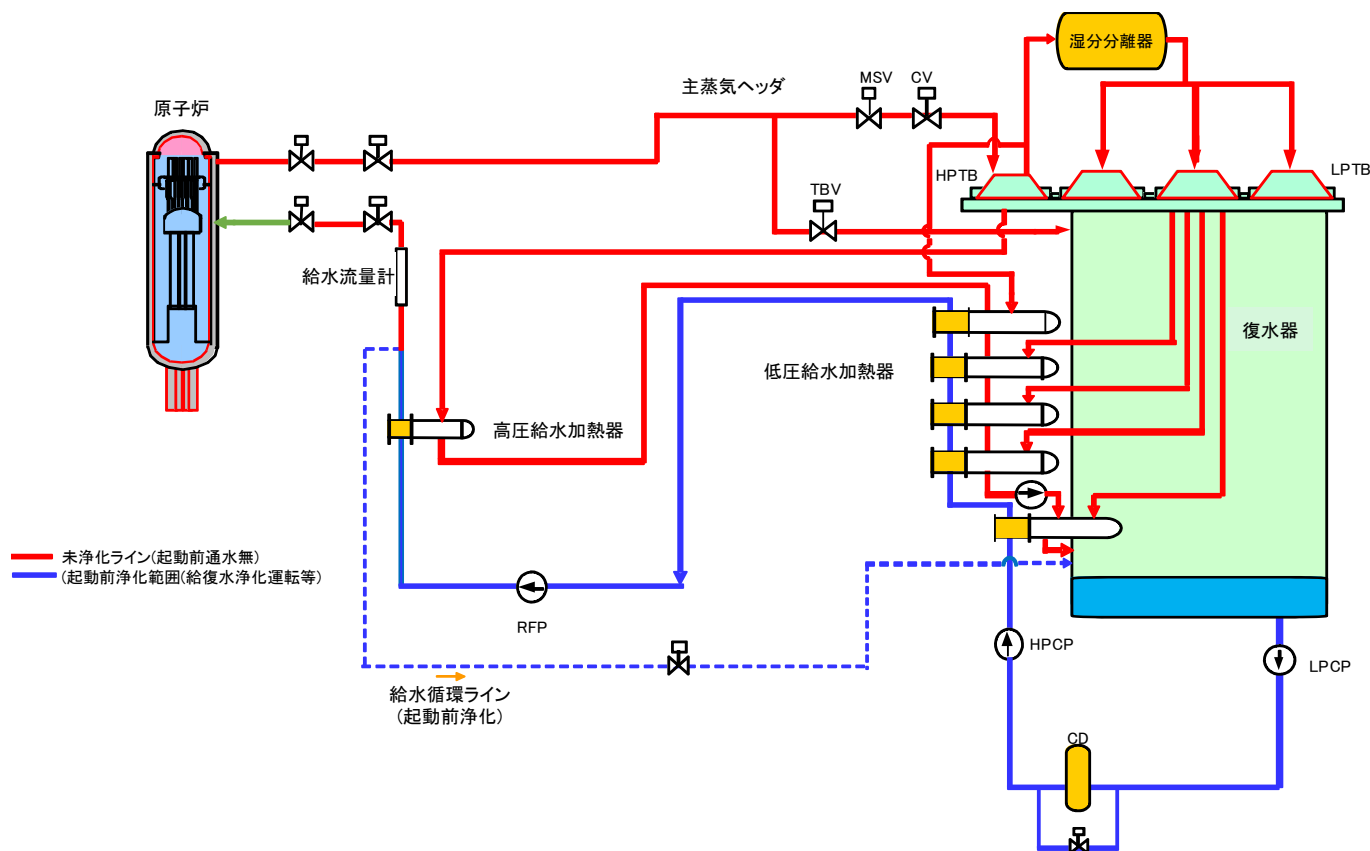 湿分分離器
MSV
CV
主蒸気ヘッダ
原子炉
HPTB
LPTB
TBV
給水流量計
復水器
低圧給水加熱器
高圧給水加熱器
未浄化ライン(起動前通水無)
(起動前浄化範囲(給復水浄化運転等)
RFP
HPCP
LPCP
給水循環ライン
(起動前浄化)
CD